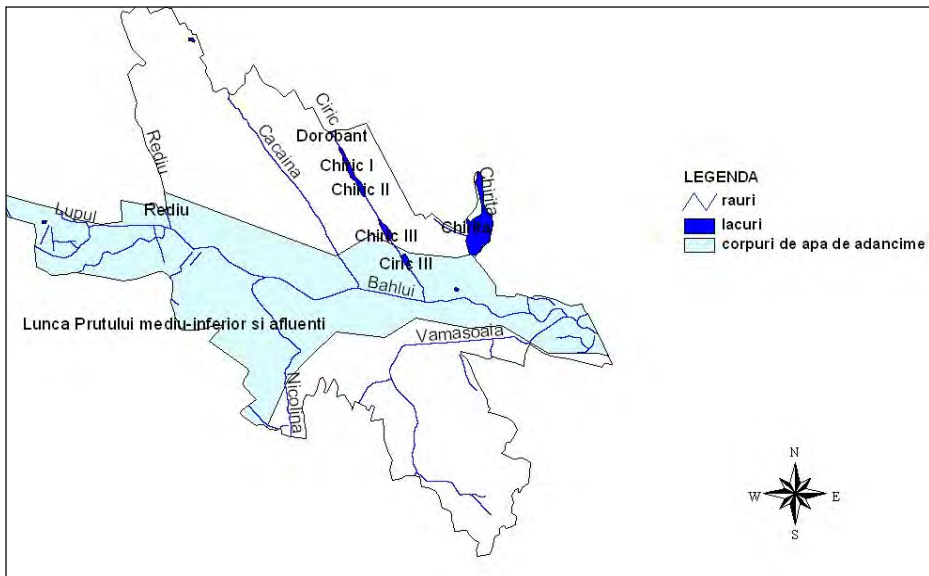 Ciric
Dorobant
Cacaina
Rediu
Chiric I
Chiric II
Chirita
Lupul
Rediu
Chiric III
Chirita
Ciric III
Bahlui
Lunca Prutului mediu-inferior si afluenti
Vamasoaia
Nicolina
LEGENDA
rauri
lacuri
corpuri de apa de adancime
N
W E
S